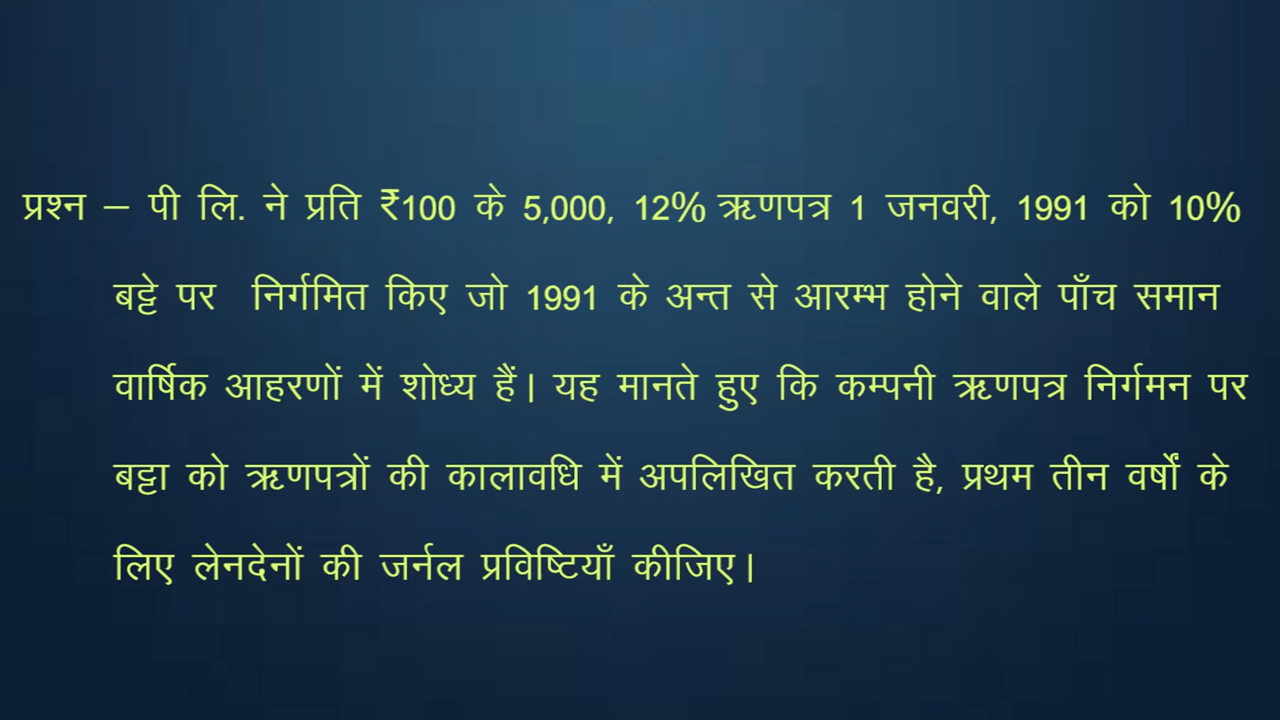 प्रश्न – पी लि. ने प्रति ₹100 के 5,000, 12% ऋणपत्र 1 जनवरी, 1991 को 10%
बट्टे पर निर्गमित किए जो 1991 के अन्त से आरम्भ होने वाले पाँच समान
वार्षिक आहरणों में शोध्य हैं। यह मानते हुए कि कम्पनी ऋणपत्र निर्गमन पर
बट्टा को ऋणपत्रों की कालावधि में अपलिखित करती है, प्रथम तीन वर्षों के
लिए लेनदेनों की जर्नल प्रविष्टियाँ कीजिए।